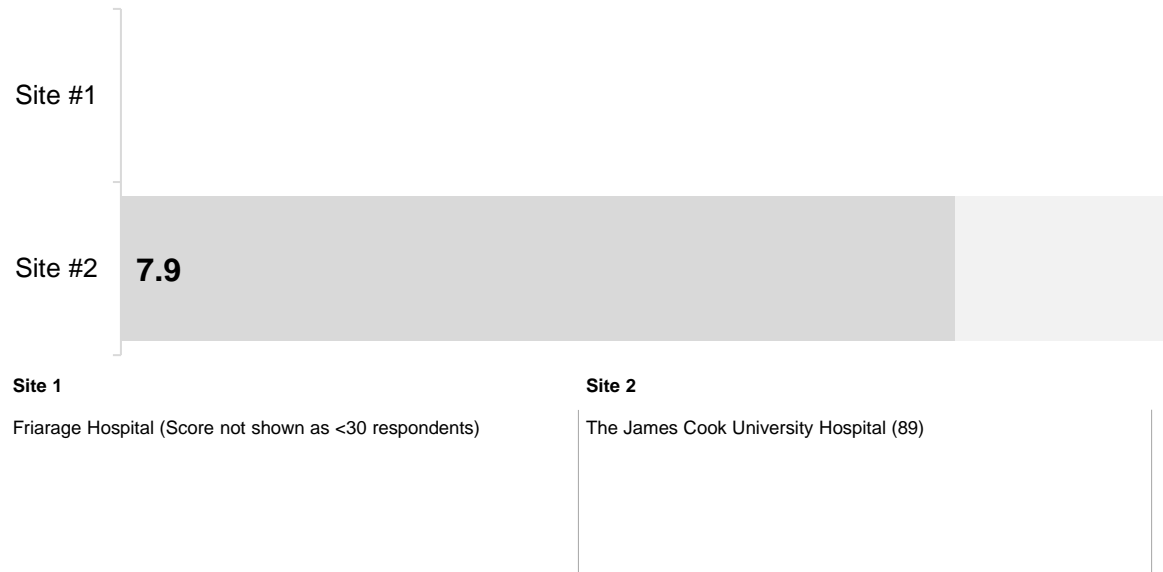 Site #1
Site #2
7.9
Site 1
Site 2
Friarage Hospital (Score not shown as <30 respondents)
The James Cook University Hospital (89)